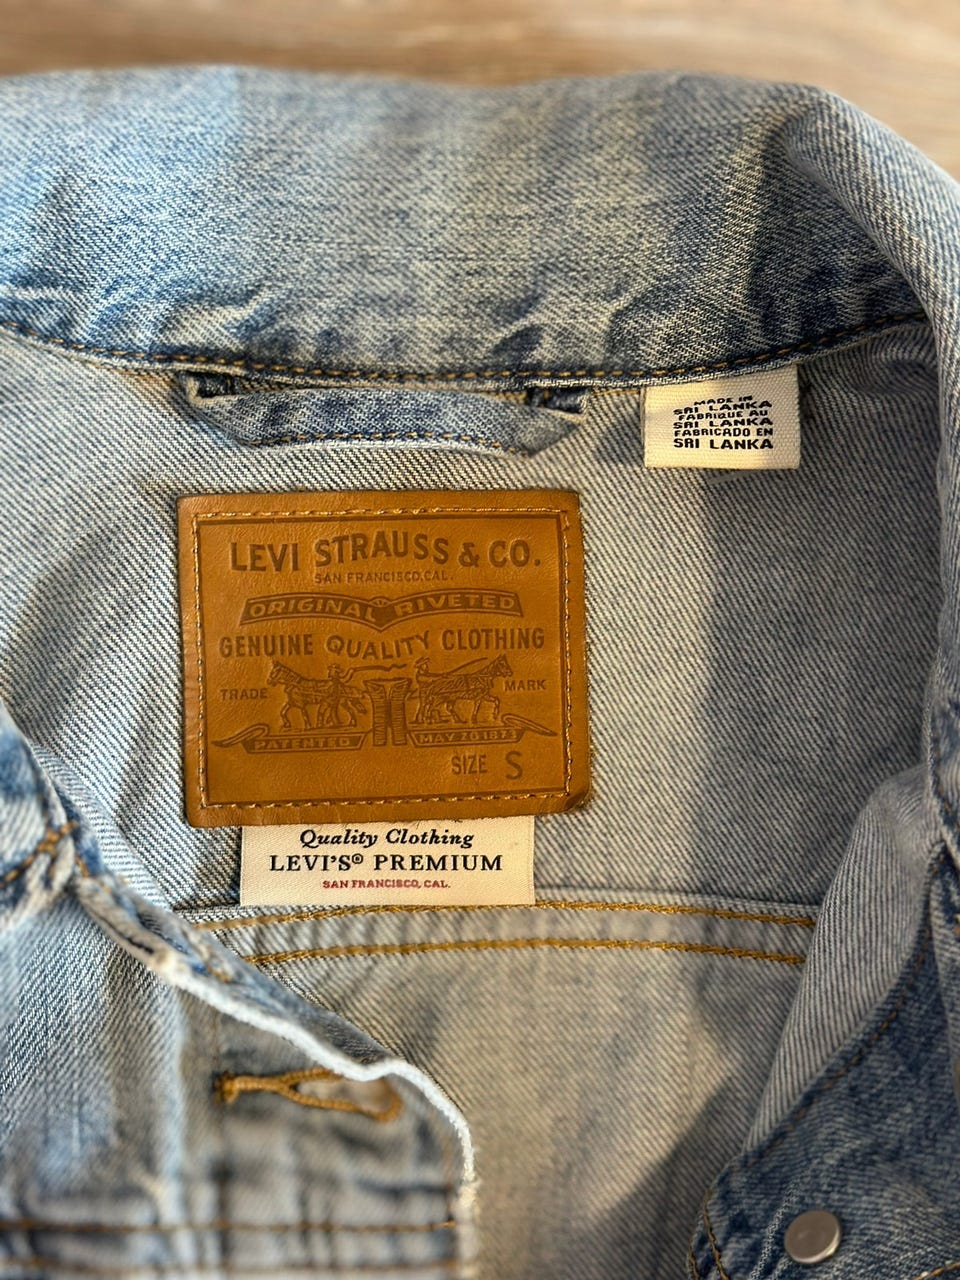 MADE IN
SRI LANKA
FABRIQUE AU
SRI LANKA
FABRICADO EN
SRI LANKA
LEVI STRAUSS & CO.
SAN FRANCISCO, CAL.
ORIGINAL RIVETED
GENUINE QUALITY CLOTHING
TRADE MARK
PATENTED MAY 20 1873
SIZE S
Quality Clothing
LEVI'S® PREMIUM
SAN FRANCISCO, CAL.